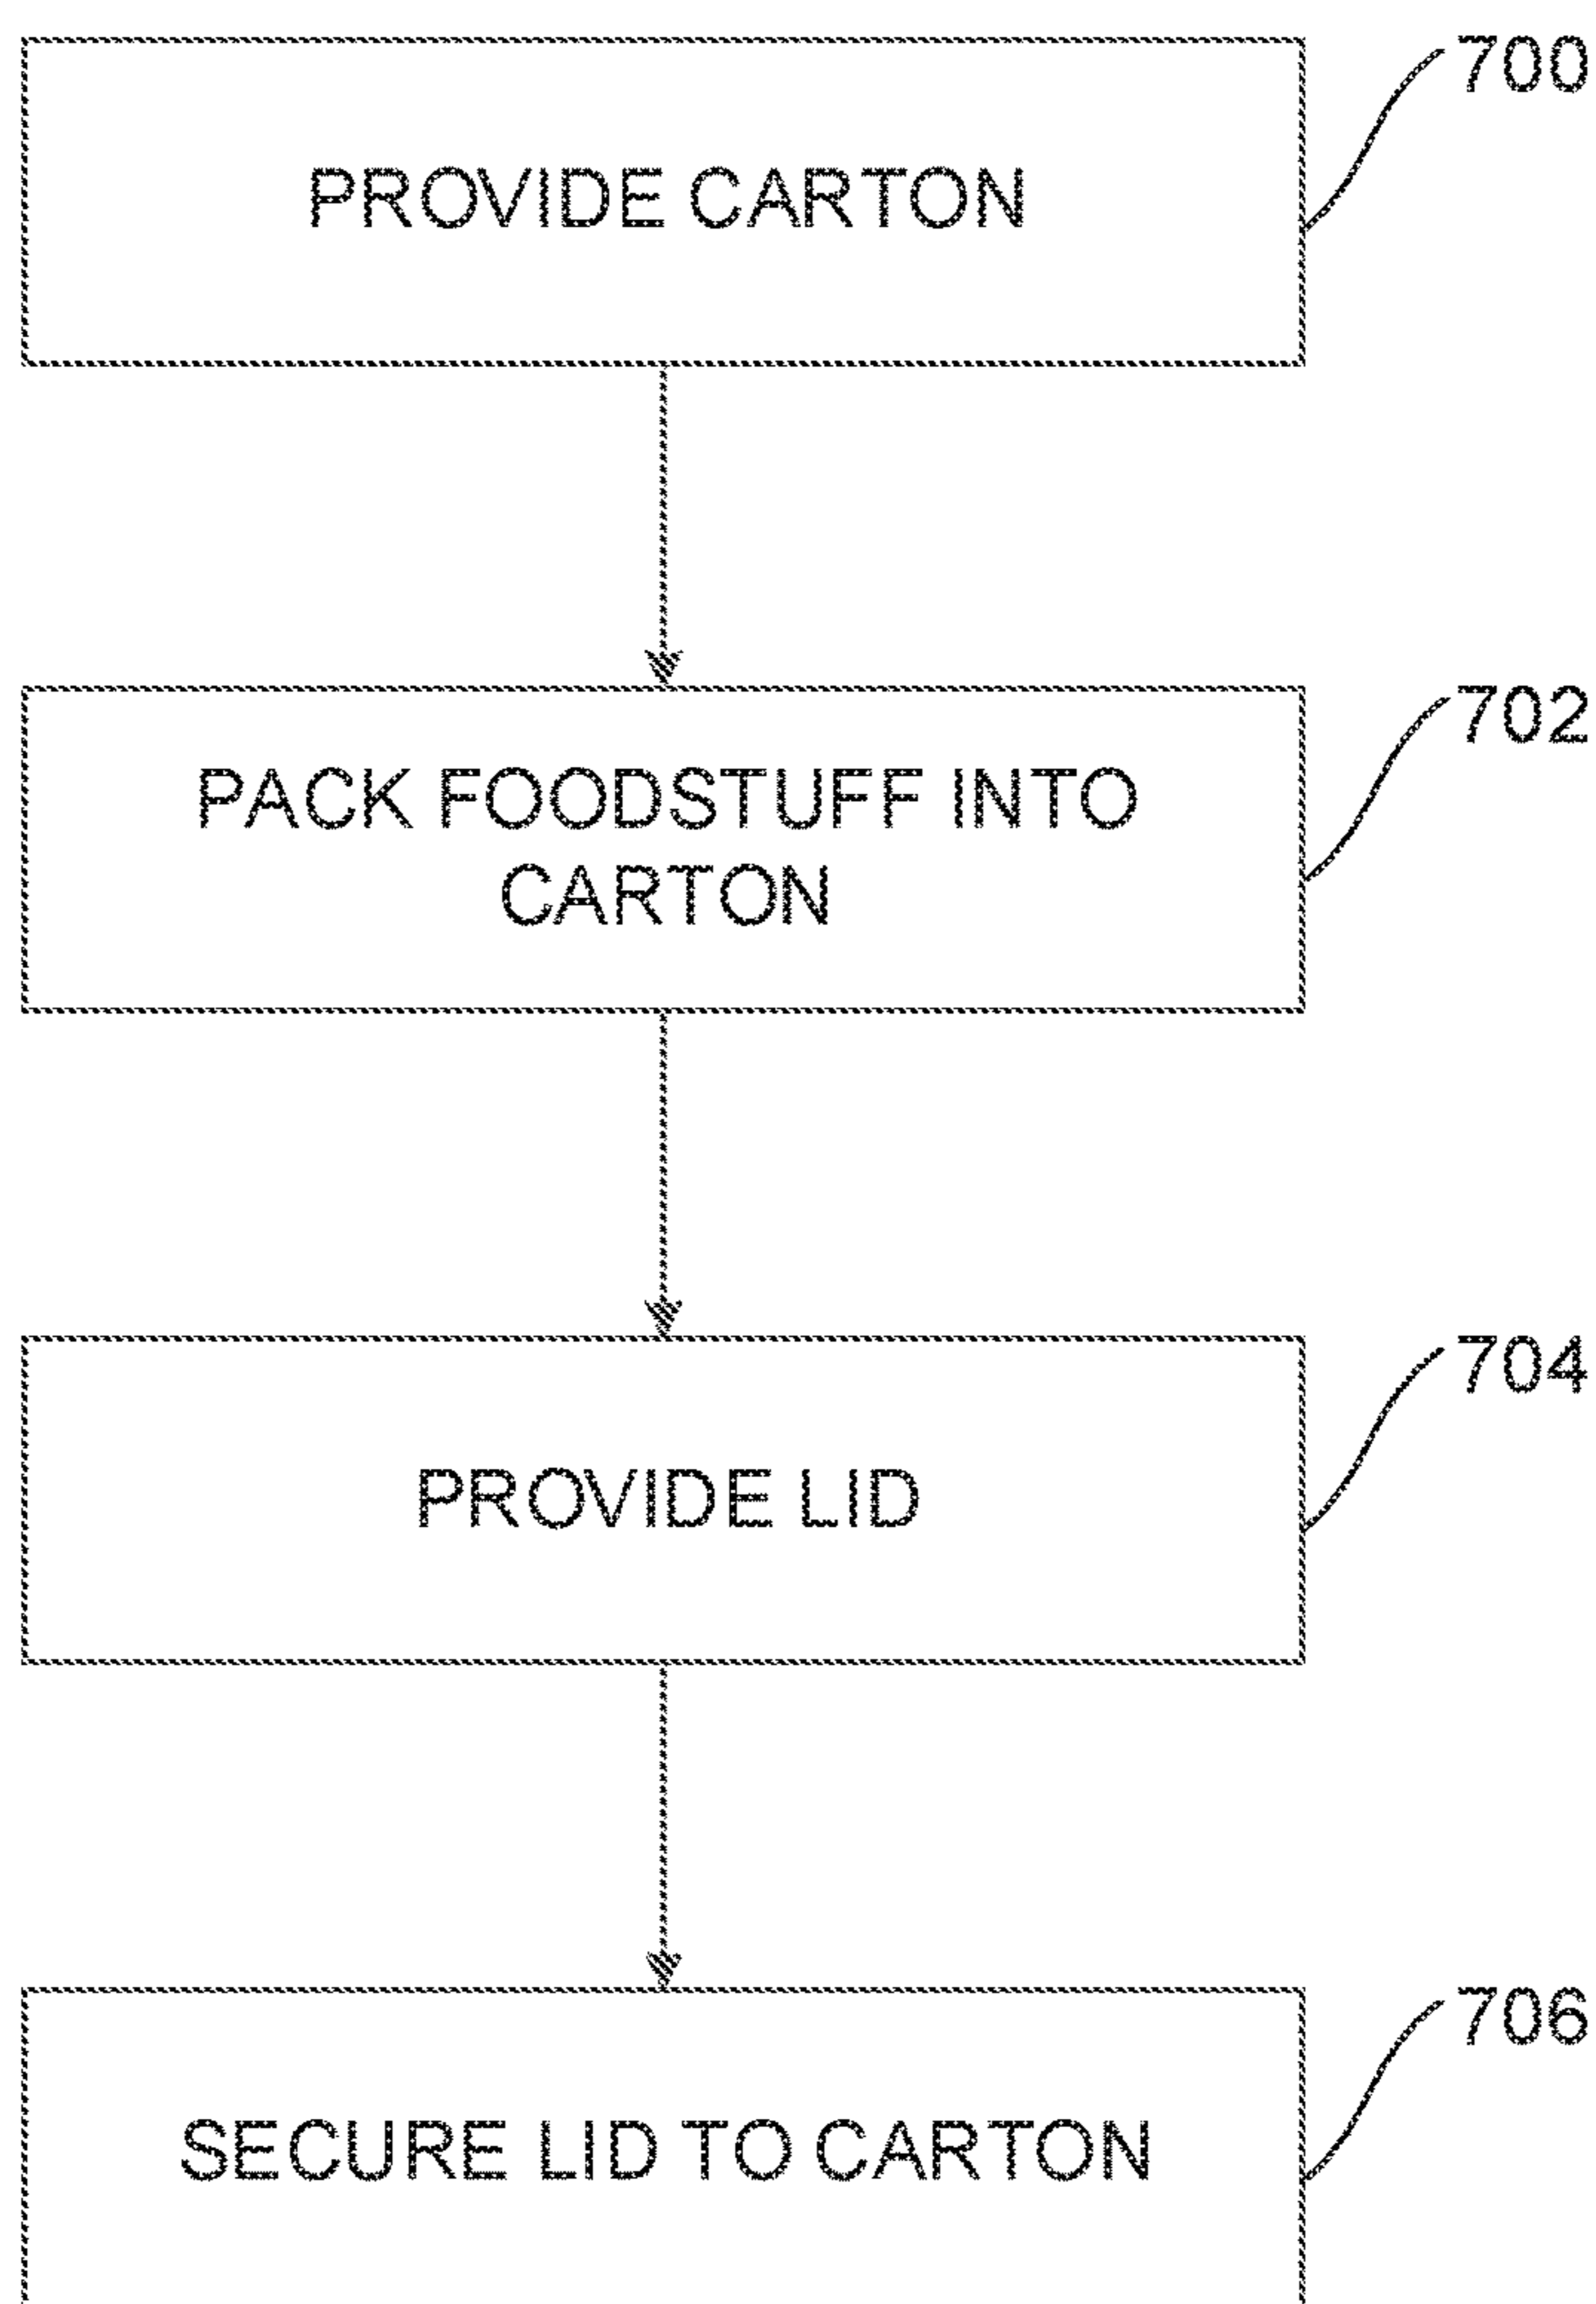 700
PROVIDE CARTON
702
PACK FOODSTUFF INTO
CARTON
704
PROVIDE LID
706
SECURE LID TO CARTON